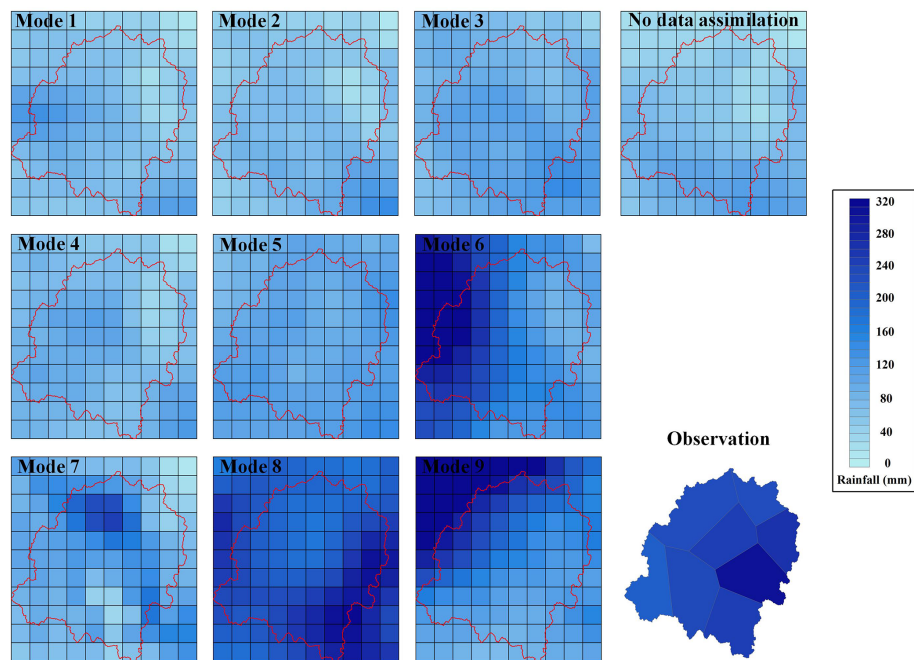 Mode 1
Mode 2
Mode 3
No data assimilation
Mode 4
Mode 5
Mode 6
320
280
240
200
160
120
80
40
0
Rainfall (mm)
Mode 7
Mode 8
Mode 9
Observation